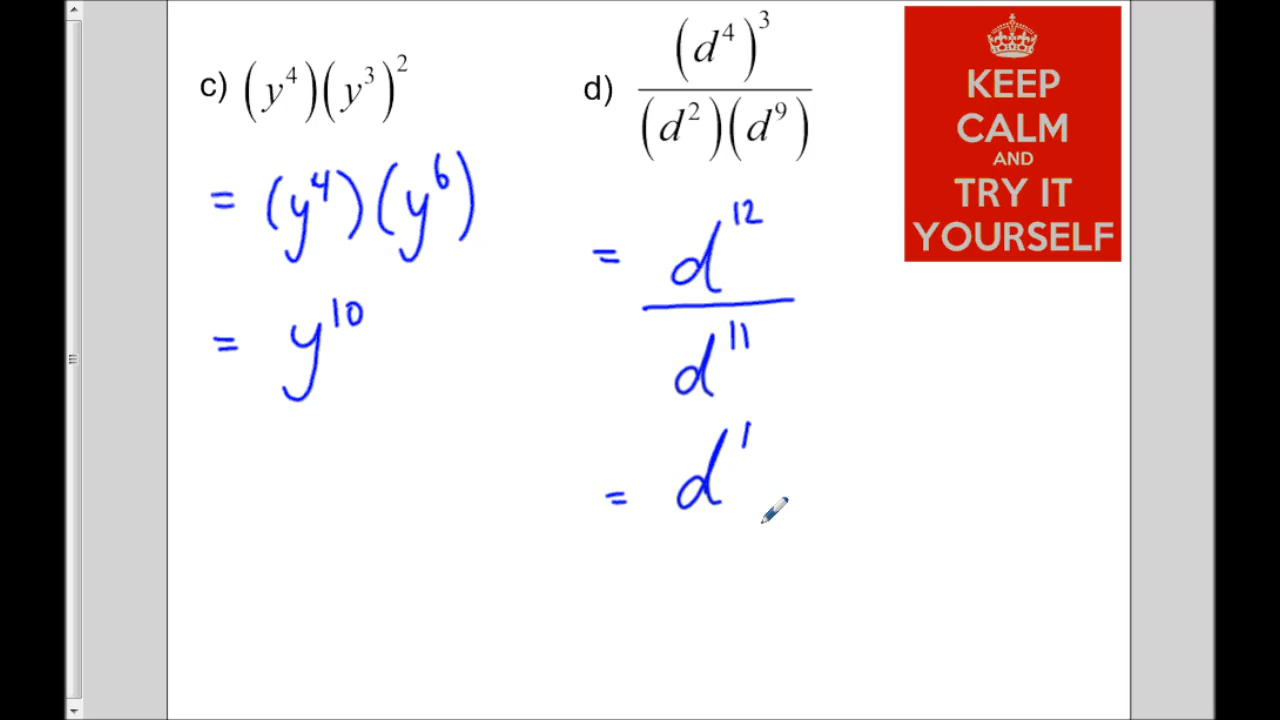 c) (y⁴)(y³)²
= (y⁴)(y⁶)
= y¹⁰
d) (d⁴)³
(d²)(d⁹)
= d¹²
d¹¹
= d¹
KEEP
CALM
AND
TRY IT
YOURSELF